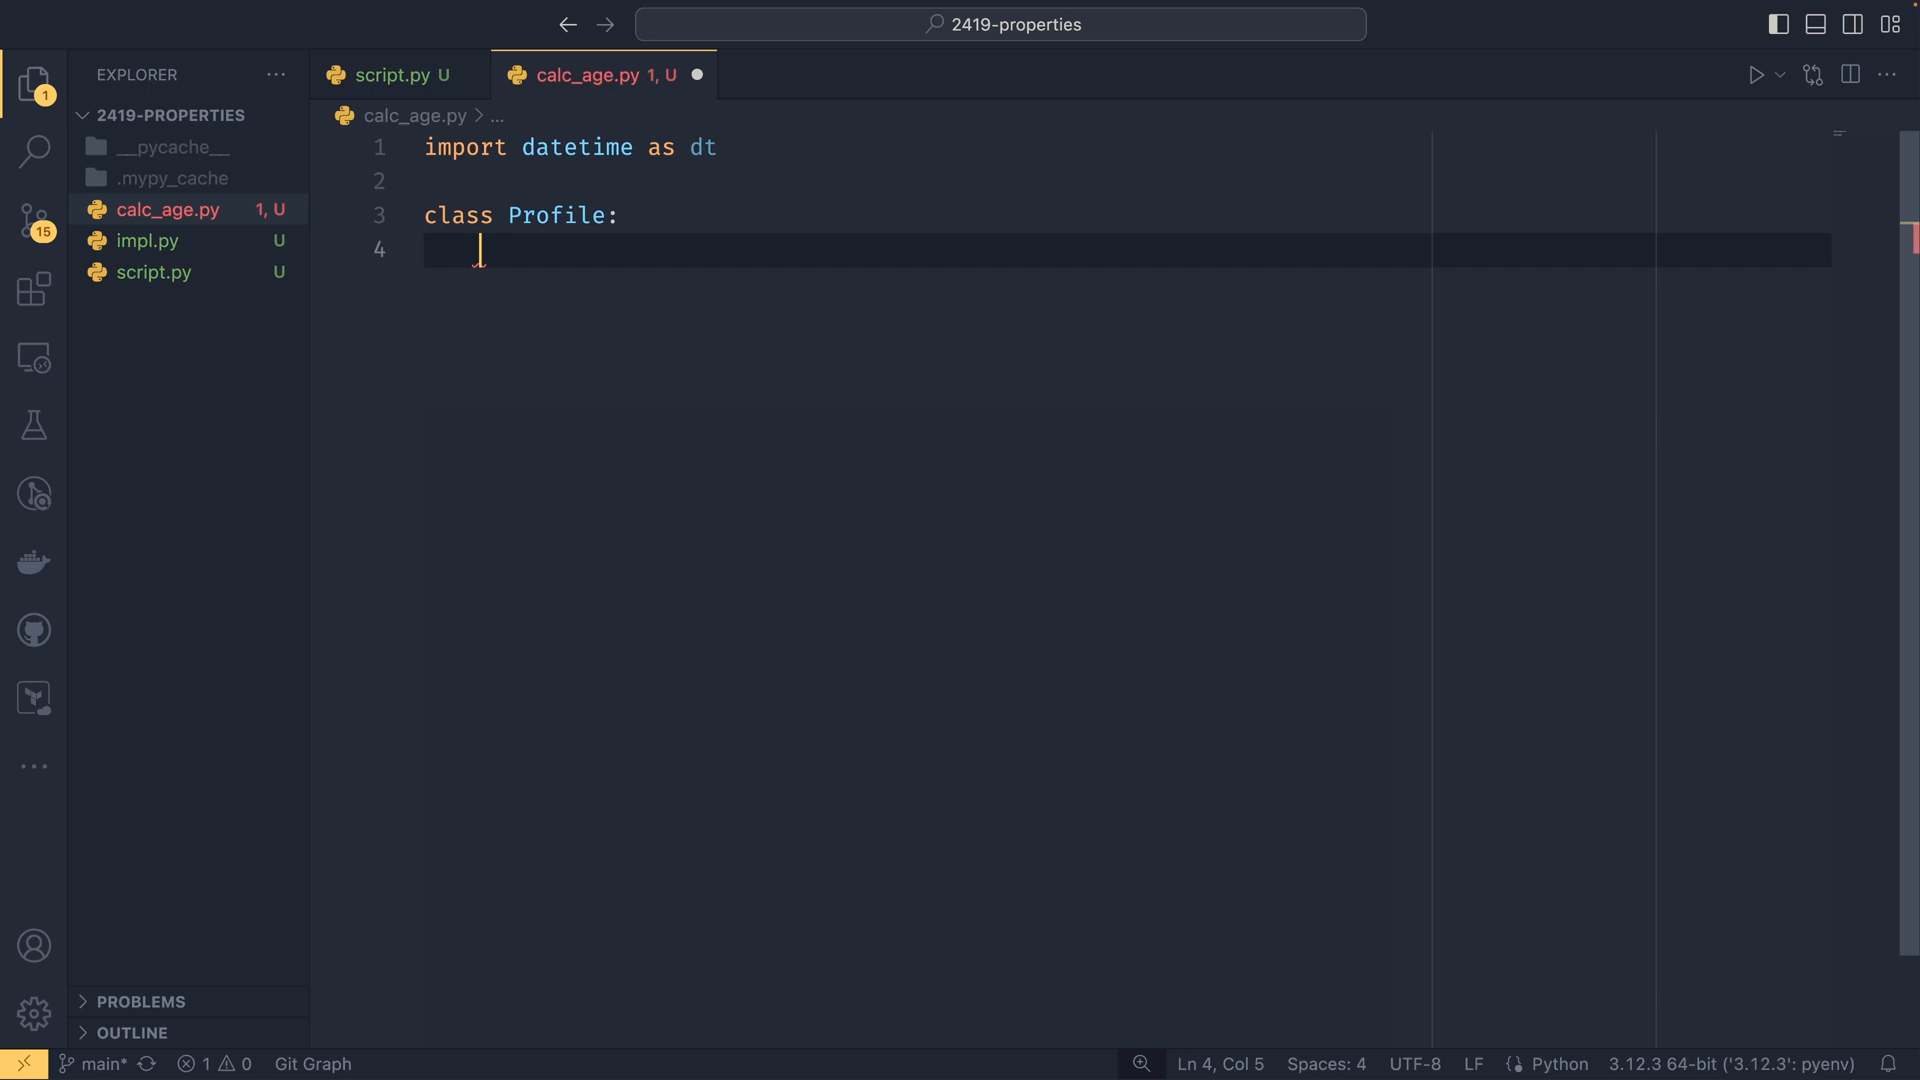 2419-properties
EXPLORER
script.py U
calc_age.py 1, U
1
2419-PROPERTIES
calc_age.py > ...
__pycache__
.mypy_cache
calc_age.py 1, U
impl.py U
script.py U
15
1 import datetime as dt
2
3 class Profile:
4
PROBLEMS
OUTLINE
main* 1 0 Git Graph Ln 4, Col 5 Spaces: 4 UTF-8 LF Python 3.12.3 64-bit ('3.12.3': pyenv)